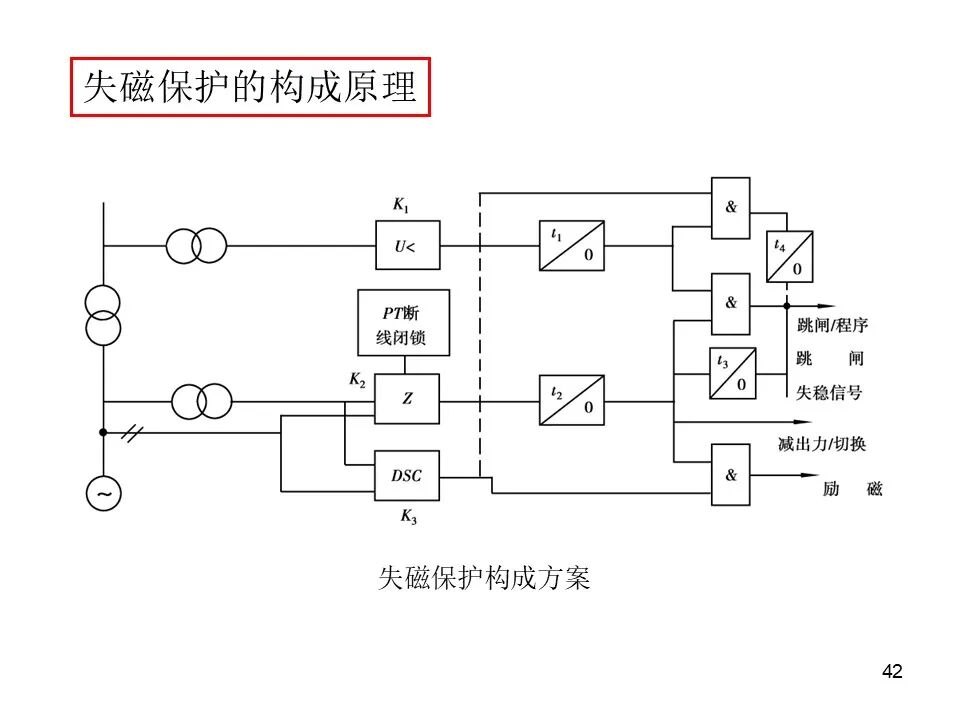 失磁保护的构成原理
K1
U<
t1
0
&
t4
0
PT断
线闭锁
&
跳闸/程序
跳 闸
失稳信号
K2
Z
t2
0
t3
0
减出力/切换
DSC
K3
&
励 磁
~
失磁保护构成方案
42